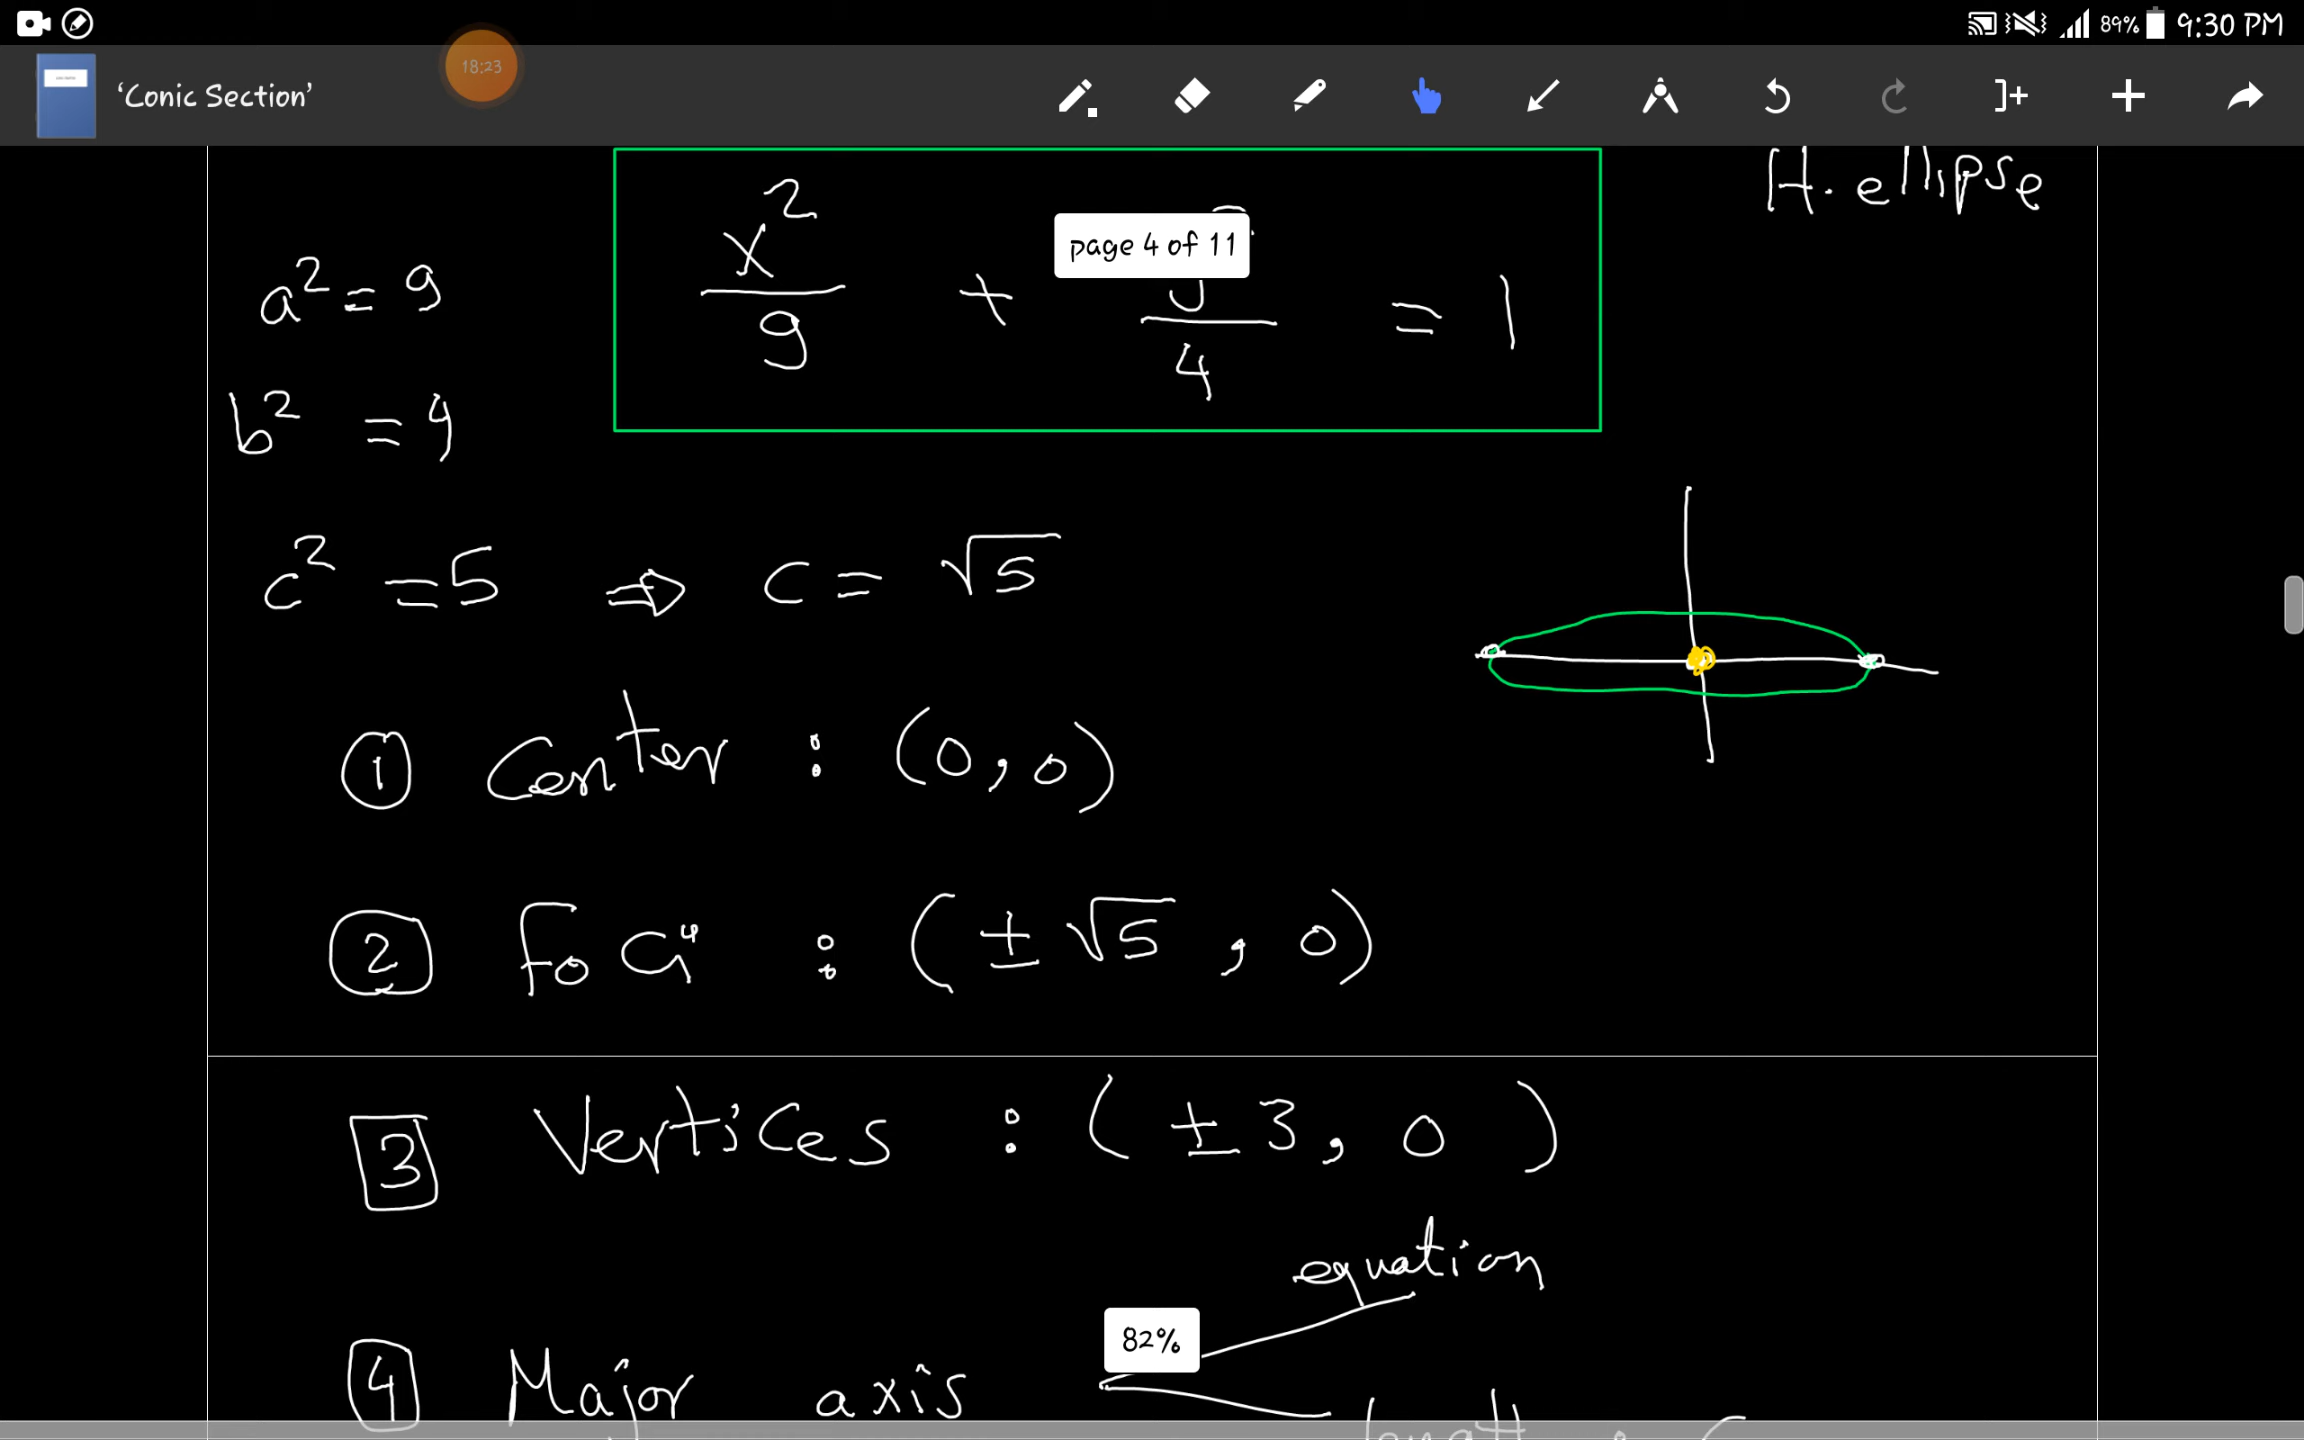 89% 9:30 PM
'Conic Section' 18:23 ]+
H. ellipse
x² / 9 + / 4 = 1
page 4 of 11
a² = 9
b² = 4
c² = 5 ⇒ c = √5
① Center : (0, 0)
② Foci : (± √5, 0)
3 Vertices : (± 3, 0)
equation
82%
4 Major axis